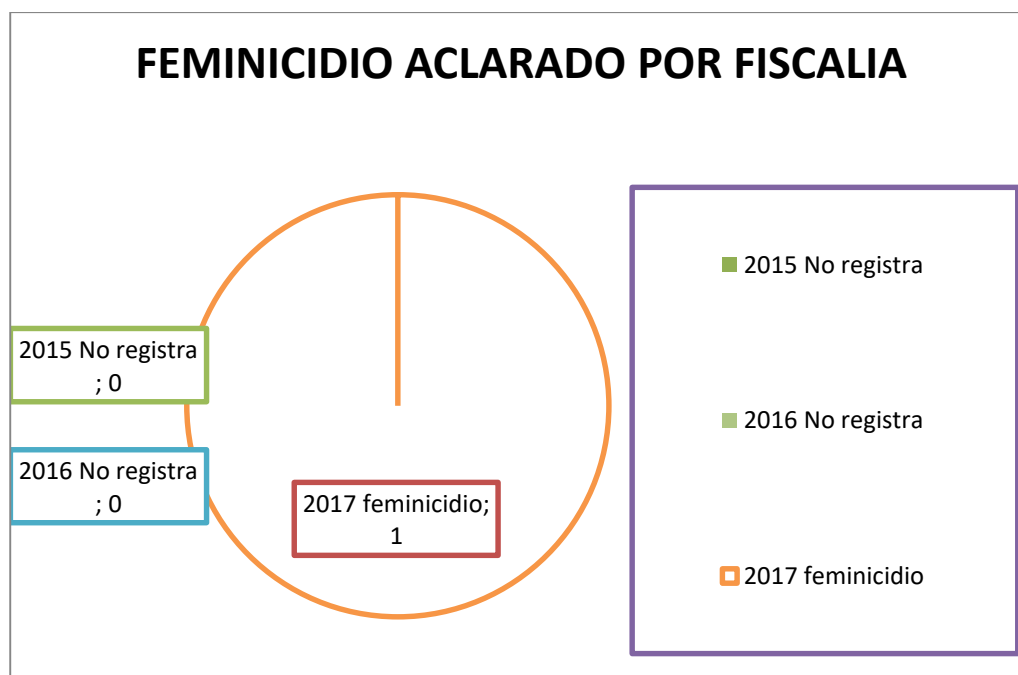 FEMINICIDIO ACLARADO POR FISCALIA
2015 No registra
; 0
2016 No registra
; 0
2017 feminicidio;
1
2015 No registra
2016 No registra
2017 feminicidio